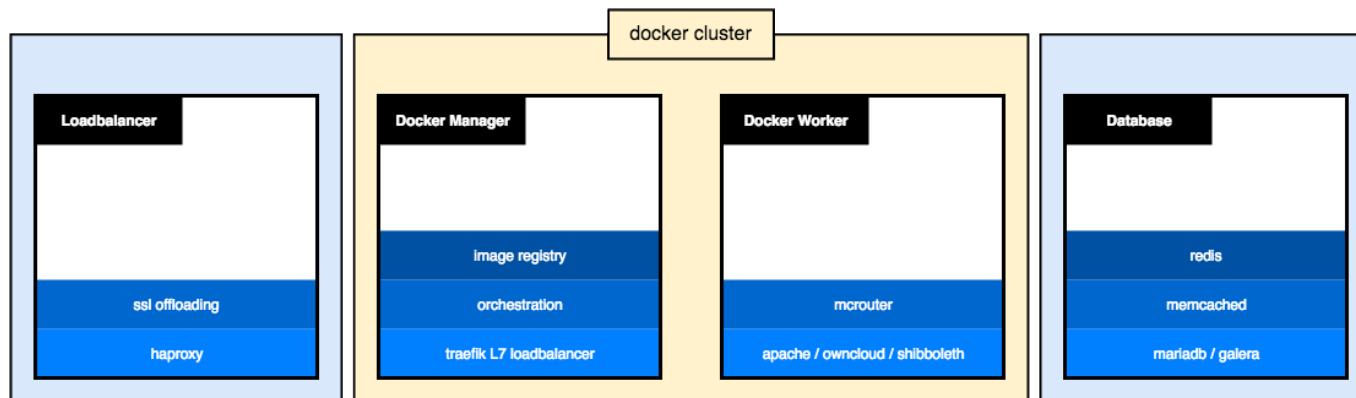 docker cluster
Loadbalancer
ssl offloading
haproxy
Docker Manager
image registry
orchestration
traefik L7 loadbalancer
Docker Worker
mcrouter
apache / owncloud / shibboleth
Database
redis
memcached
mariadb / galera